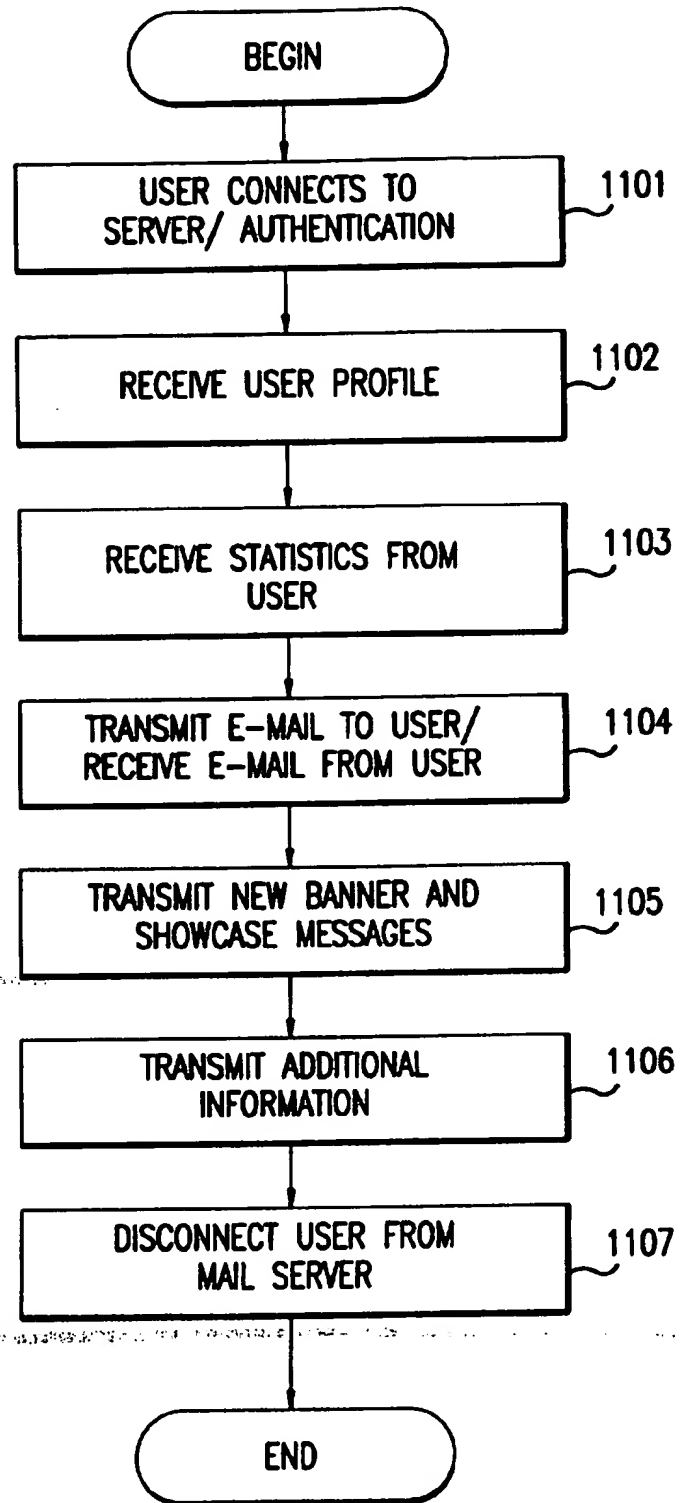 BEGIN
USER CONNECTS TO
SERVER/ AUTHENTICATION
1101
RECEIVE USER PROFILE
1102
RECEIVE STATISTICS FROM
USER
1103
TRANSMIT E-MAIL TO USER/
RECEIVE E-MAIL FROM USER
1104
TRANSMIT NEW BANNER AND
SHOWCASE MESSAGES
1105
TRANSMIT ADDITIONAL
INFORMATION
1106
DISCONNECT USER FROM
MAIL SERVER
1107
END